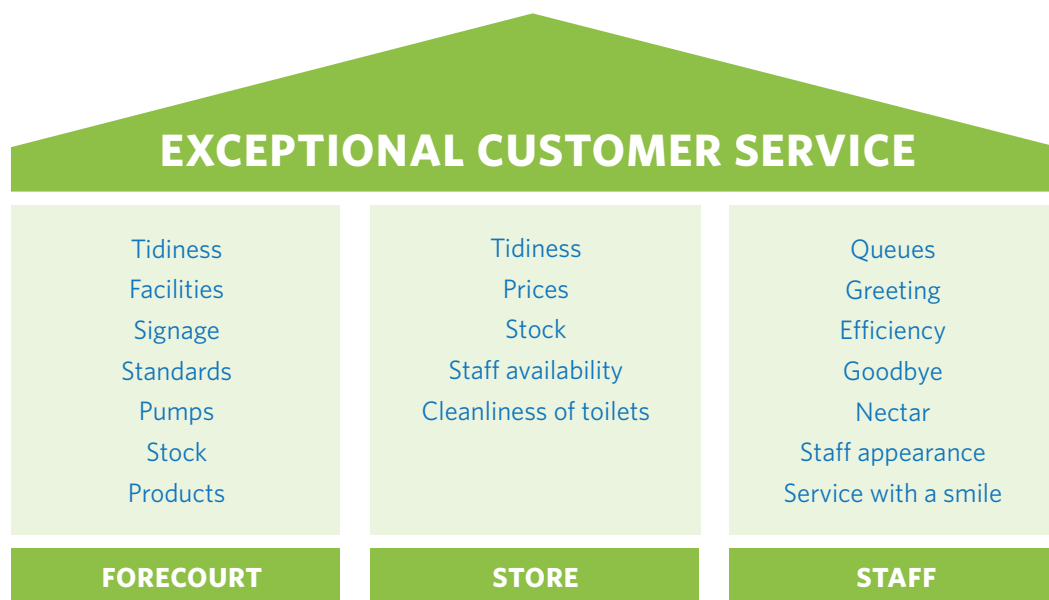 EXCEPTIONAL CUSTOMER SERVICE
Tidiness
Facilities
Signage
Standards
Pumps
Stock
Products
FORECOURT
Tidiness
Prices
Stock
Staff availability
Cleanliness of toilets
STORE
Queues
Greeting
Efficiency
Goodbye
Nectar
Staff appearance
Service with a smile
STAFF